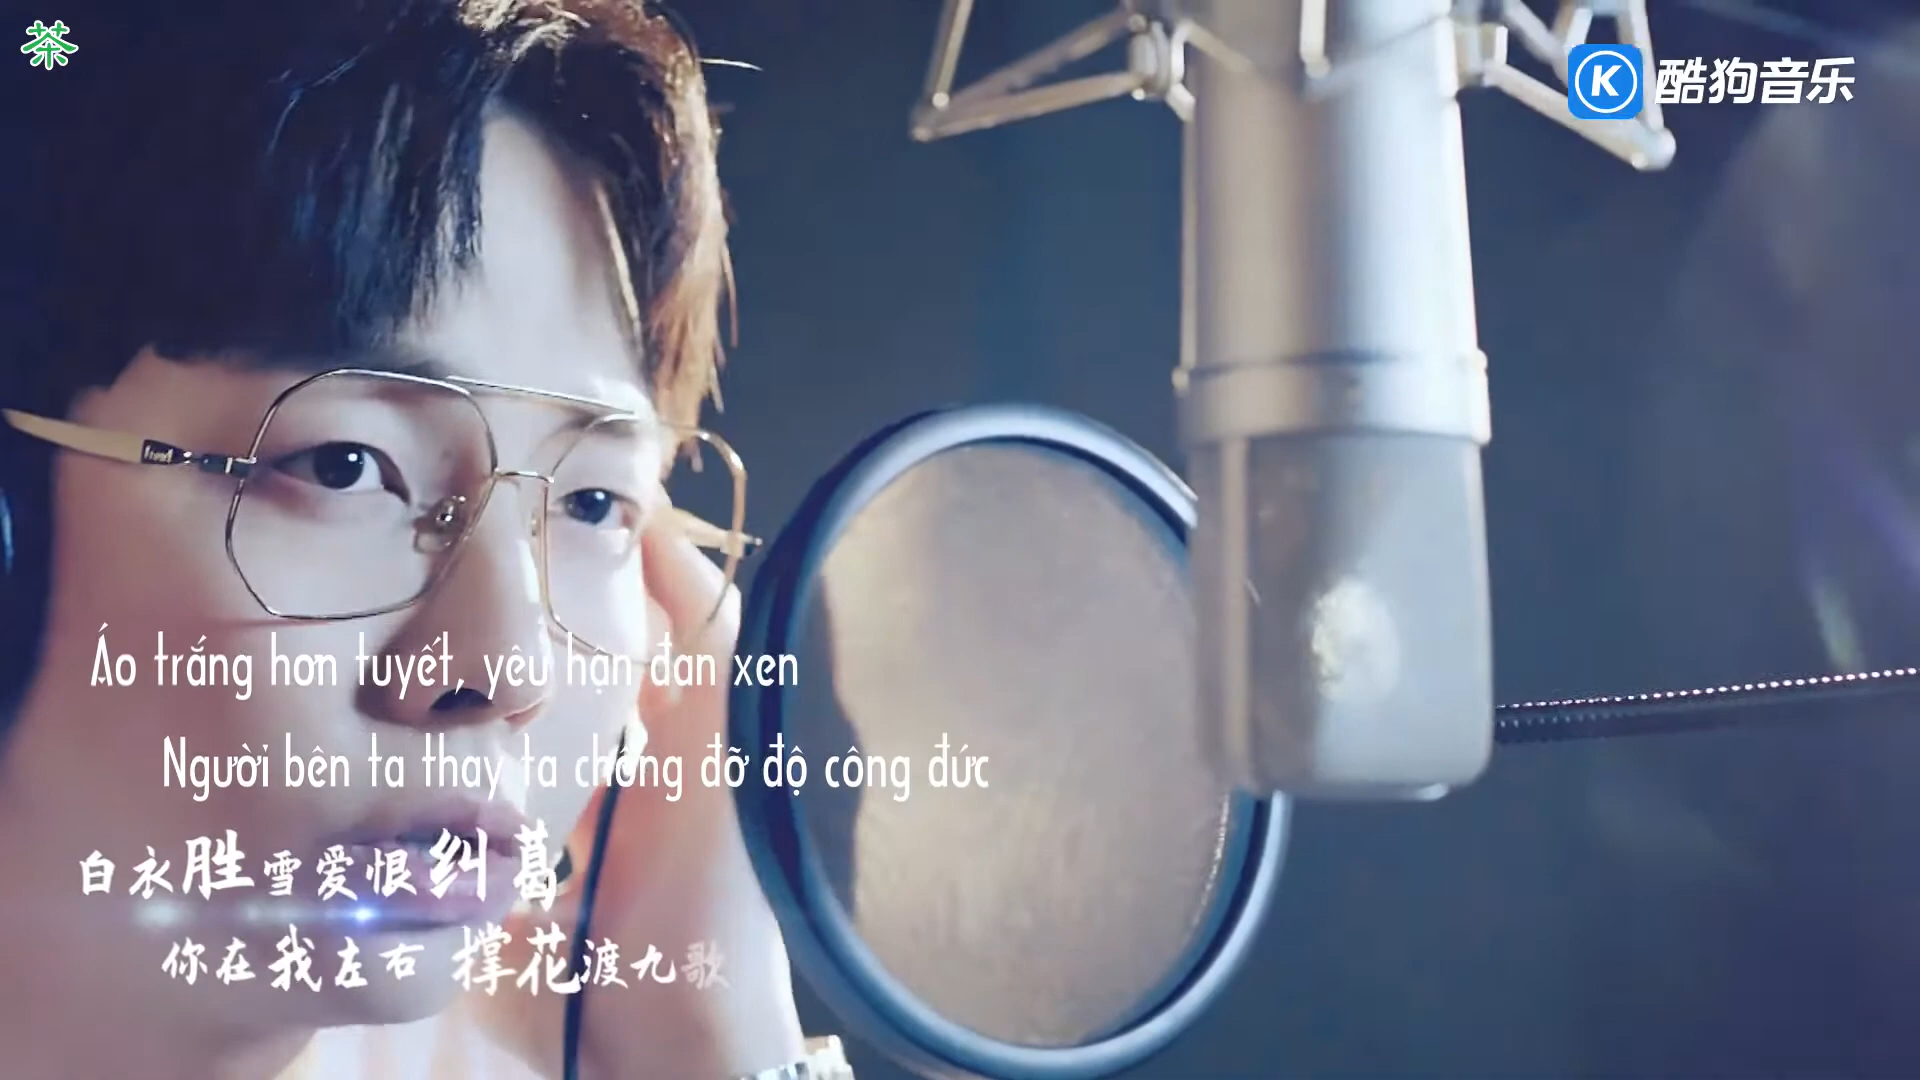 茶
K 酷狗音乐
Áo trắng hơn tuyết, yêu hận đan xen
Người bên ta thay ta chống đỡ độ công đức
白衣胜雪爱恨纠葛
你在我左右 撑花渡九歌